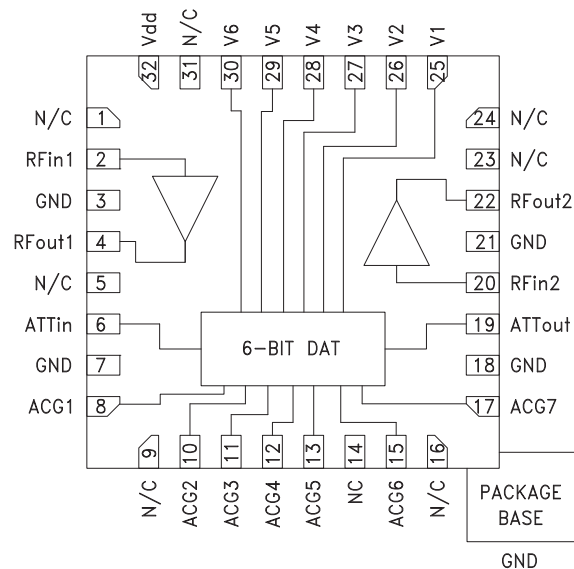 Vdd N/C V6 V5 V4 V3 V2 V1
32 31 30 29 28 27 26 25
N/C 1
RFin1 2
GND 3
RFout1 4
N/C 5
ATTin 6
GND 7
ACG1 8
24 N/C
23 N/C
22 RFout2
21 GND
20 RFin2
19 ATTout
18 GND
17 ACG7
6-BIT DAT
9 10 11 12 13 14 15 16
N/C ACG2 ACG3 ACG4 ACG5 NC ACG6 N/C
PACKAGE
BASE
GND